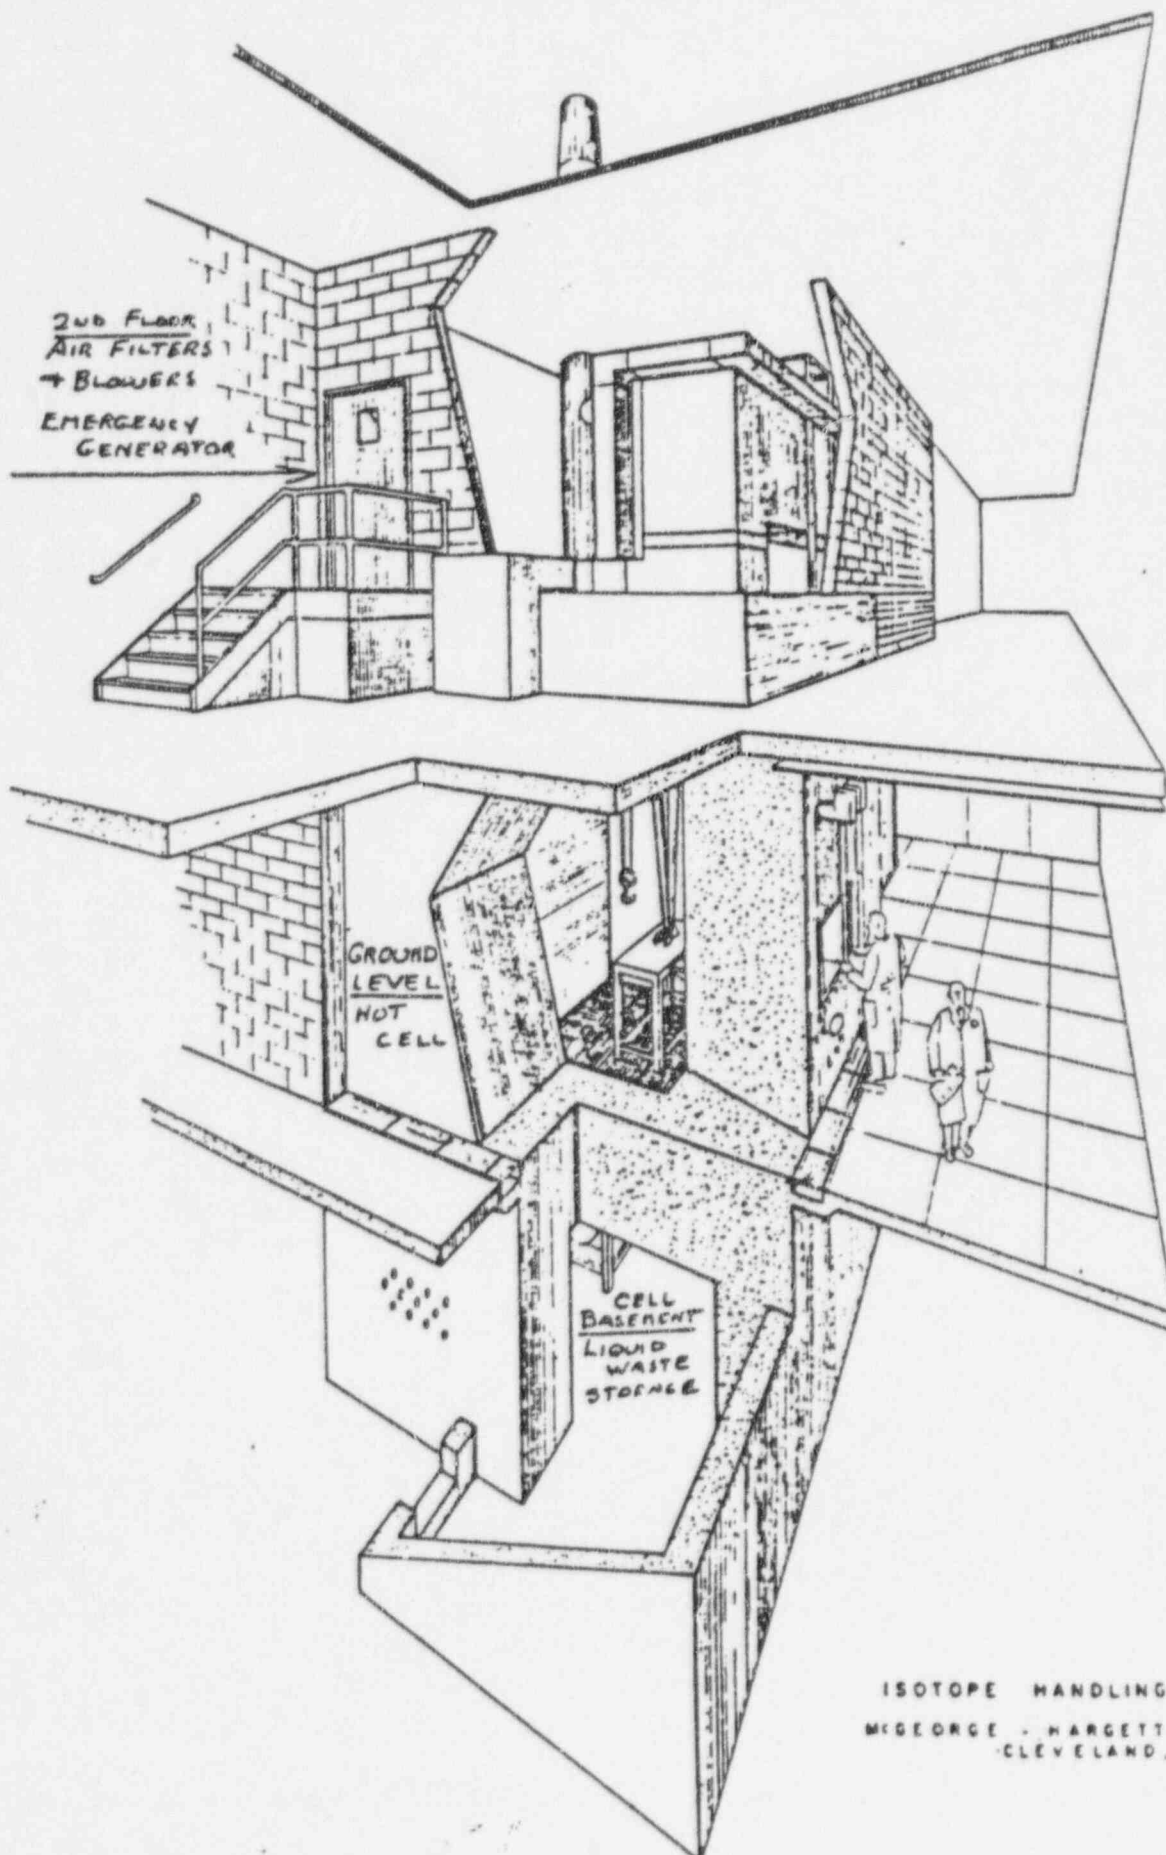 2ND FLOOR
AIR FILTERS
+ BLOWERS
EMERGENCY
GENERATOR
GROUND
LEVEL
HOT
CELL
CELL
BASEMENT
LIQUID
WASTE
STORAGE
ISOTOPE HANDLING
MCGEORGE - HARGETT
CLEVELAND,